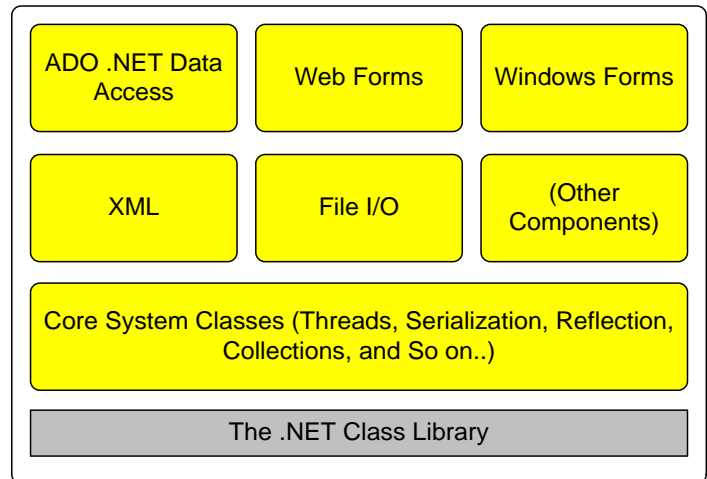 ADO .NET Data
Access
Web Forms
Windows Forms
XML
File I/O
(Other
Components)
Core System Classes (Threads, Serialization, Reflection,
Collections, and So on..)
The .NET Class Library